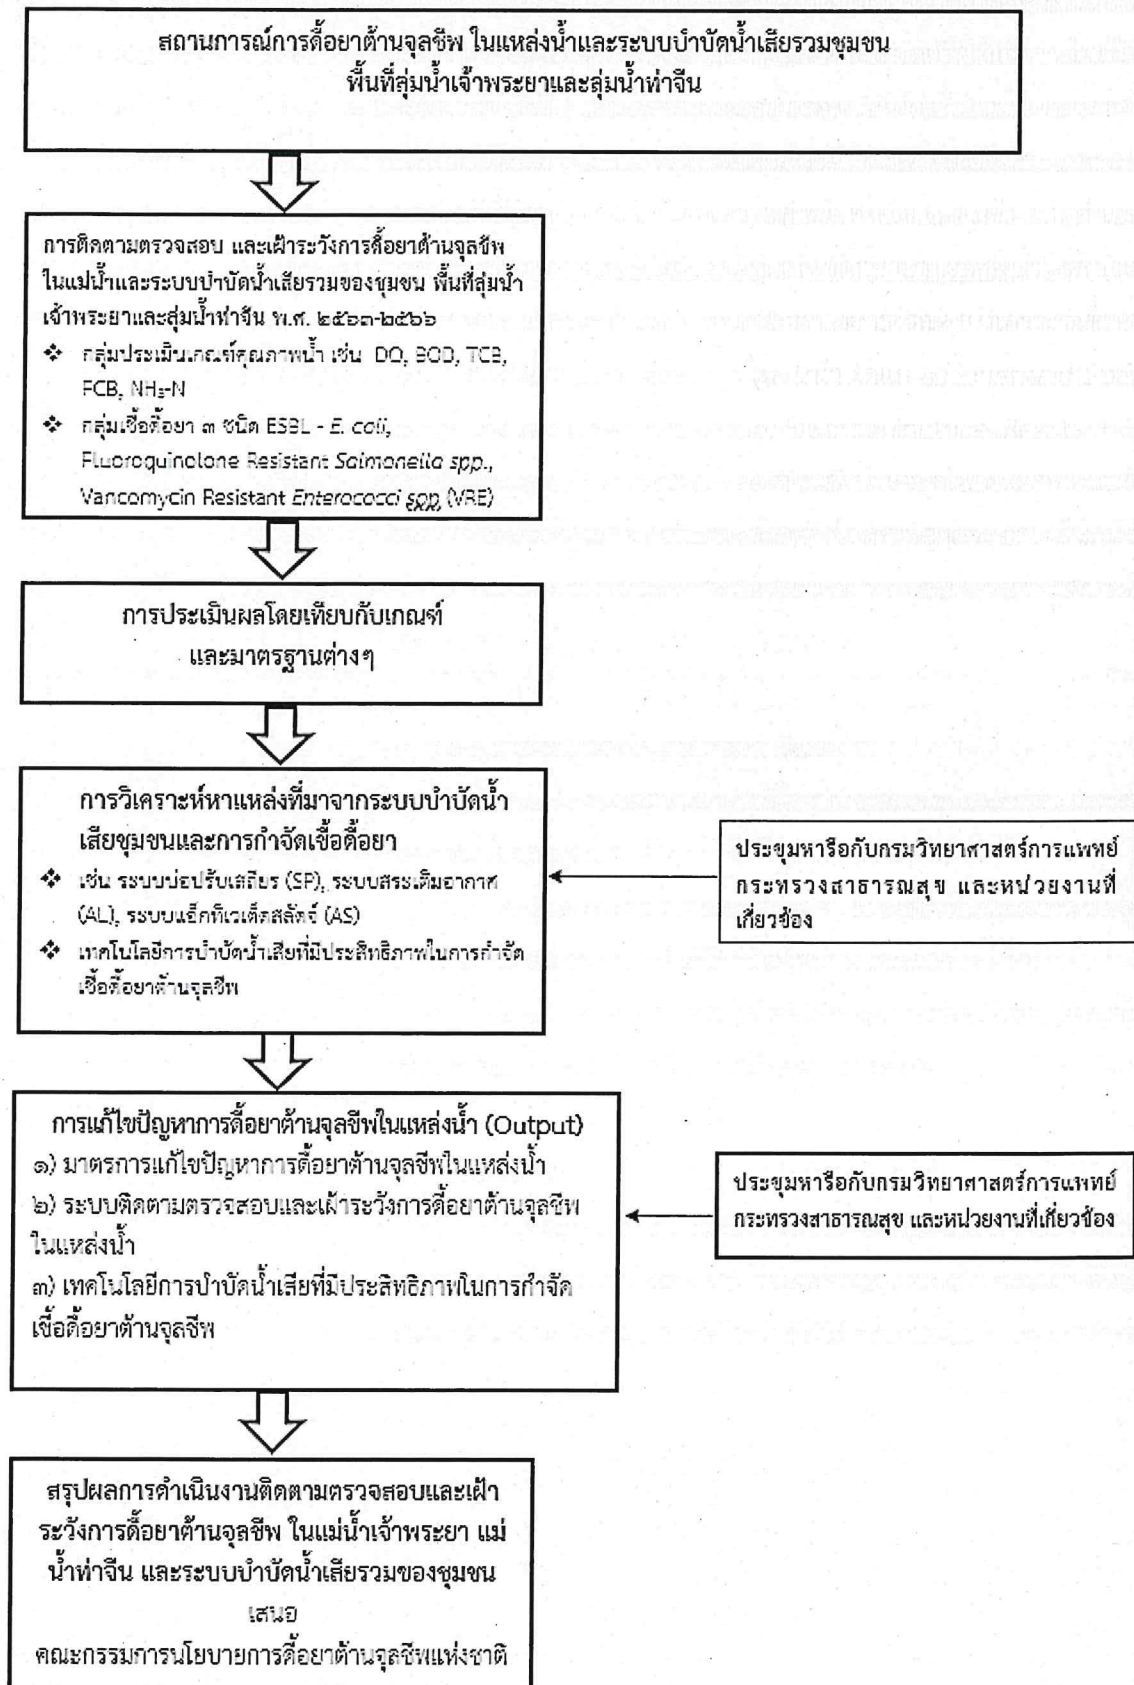 สถานการณ์การดื้อยาต้านจุลชีพ ในแหล่งน้ำและระบบบำบัดน้ำเสียรวมชุมชน
พื้นที่ลุ่มน้ำเจ้าพระยาและลุ่มน้ำท่าจีน
การติดตามตรวจสอบ และเฝ้าระวังการดื้อยาต้านจุลชีพ
ในแม่น้ำและระบบบำบัดน้ำเสียรวมของชุมชน พื้นที่ลุ่มน้ำ
เจ้าพระยาและลุ่มน้ำท่าจีน พ.ศ. ๒๕๖๓-๒๕๖๖
❖ กลุ่มประเมินเกณฑ์คุณภาพน้ำ เช่น DO, BOD, TCB,
FCB, NH₃-N
❖ กลุ่มเชื้อดื้อยา ๓ ชนิด ESBL - E. coli,
Fluoroquinolone Resistant Salmonella spp.,
Vancomycin Resistant Enterococci spp (VRE)
การประเมินผลโดยเทียบกับเกณฑ์
และมาตรฐานต่างๆ
การวิเคราะห์หาแหล่งที่มาจากระบบบำบัดน้ำ
เสียชุมชนและการกำจัดเชื้อดื้อยา
❖ เช่น ระบบบ่อปรับเสถียร (SP), ระบบสระเติมอากาศ
(AL), ระบบแอ็กทิเวเต็ดสลัดจ์ (AS)
❖ เทคโนโลยีการบำบัดน้ำเสียที่มีประสิทธิภาพในการกำจัด
เชื้อดื้อยาต้านจุลชีพ
ประชุมหารือกับกรมวิทยาศาสตร์การแพทย์
กระทรวงสาธารณสุข และหน่วยงานที่
เกี่ยวข้อง
การแก้ไขปัญหาการดื้อยาต้านจุลชีพในแหล่งน้ำ (Output)
๑) มาตรการแก้ไขปัญหาการดื้อยาต้านจุลชีพในแหล่งน้ำ
๒) ระบบติดตามตรวจสอบและเฝ้าระวังการดื้อยาต้านจุลชีพ
ในแหล่งน้ำ
๓) เทคโนโลยีการบำบัดน้ำเสียที่มีประสิทธิภาพในการกำจัด
เชื้อดื้อยาต้านจุลชีพ
ประชุมหารือกับกรมวิทยาศาสตร์การแพทย์
กระทรวงสาธารณสุข และหน่วยงานที่เกี่ยวข้อง
สรุปผลการดำเนินงานติดตามตรวจสอบและเฝ้า
ระวังการดื้อยาต้านจุลชีพ ในแม่น้ำเจ้าพระยา แม่
น้ำท่าจีน และระบบบำบัดน้ำเสียรวมของชุมชน
เสนอ
คณะกรรมการนโยบายการดื้อยาต้านจุลชีพแห่งชาติ